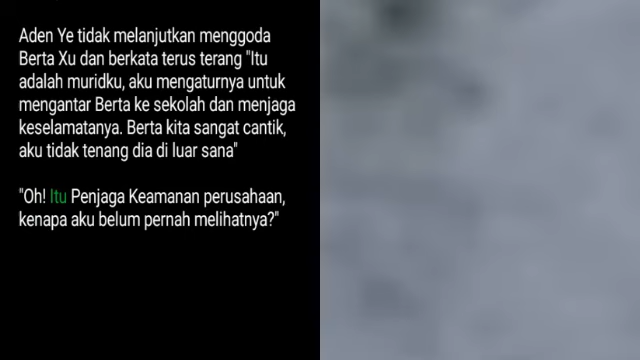 Aden Ye tidak melanjutkan menggoda
Berta Xu dan berkata terus terang "Itu
adalah muridku, aku mengaturnya untuk
mengantar Berta ke sekolah dan menjaga
keselamatanya. Berta kita sangat cantik,
aku tidak tenang dia di luar sana"
"Oh! Itu Penjaga Keamanan perusahaan,
kenapa aku belum pernah melihatnya?"